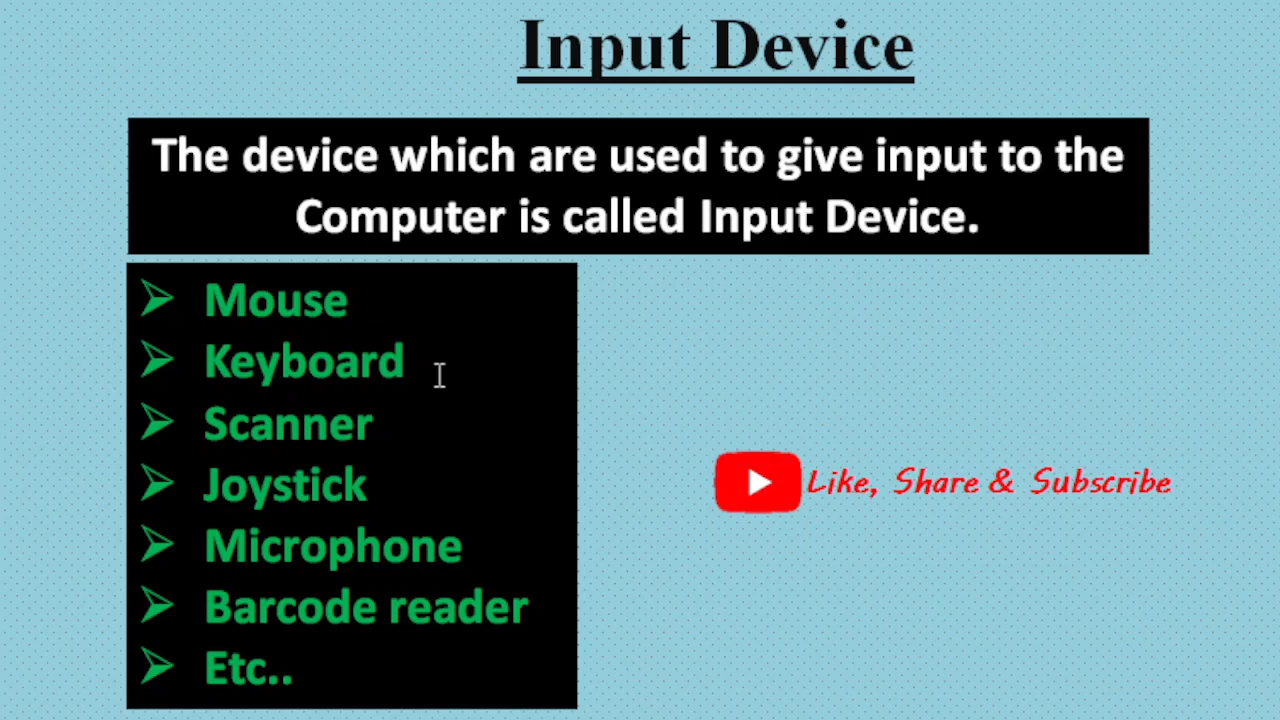 Input Device
The device which are used to give input to the
Computer is called Input Device.
Mouse
Keyboard
Scanner
Joystick
Microphone
Barcode reader
Etc..
Like, Share & Subscribe